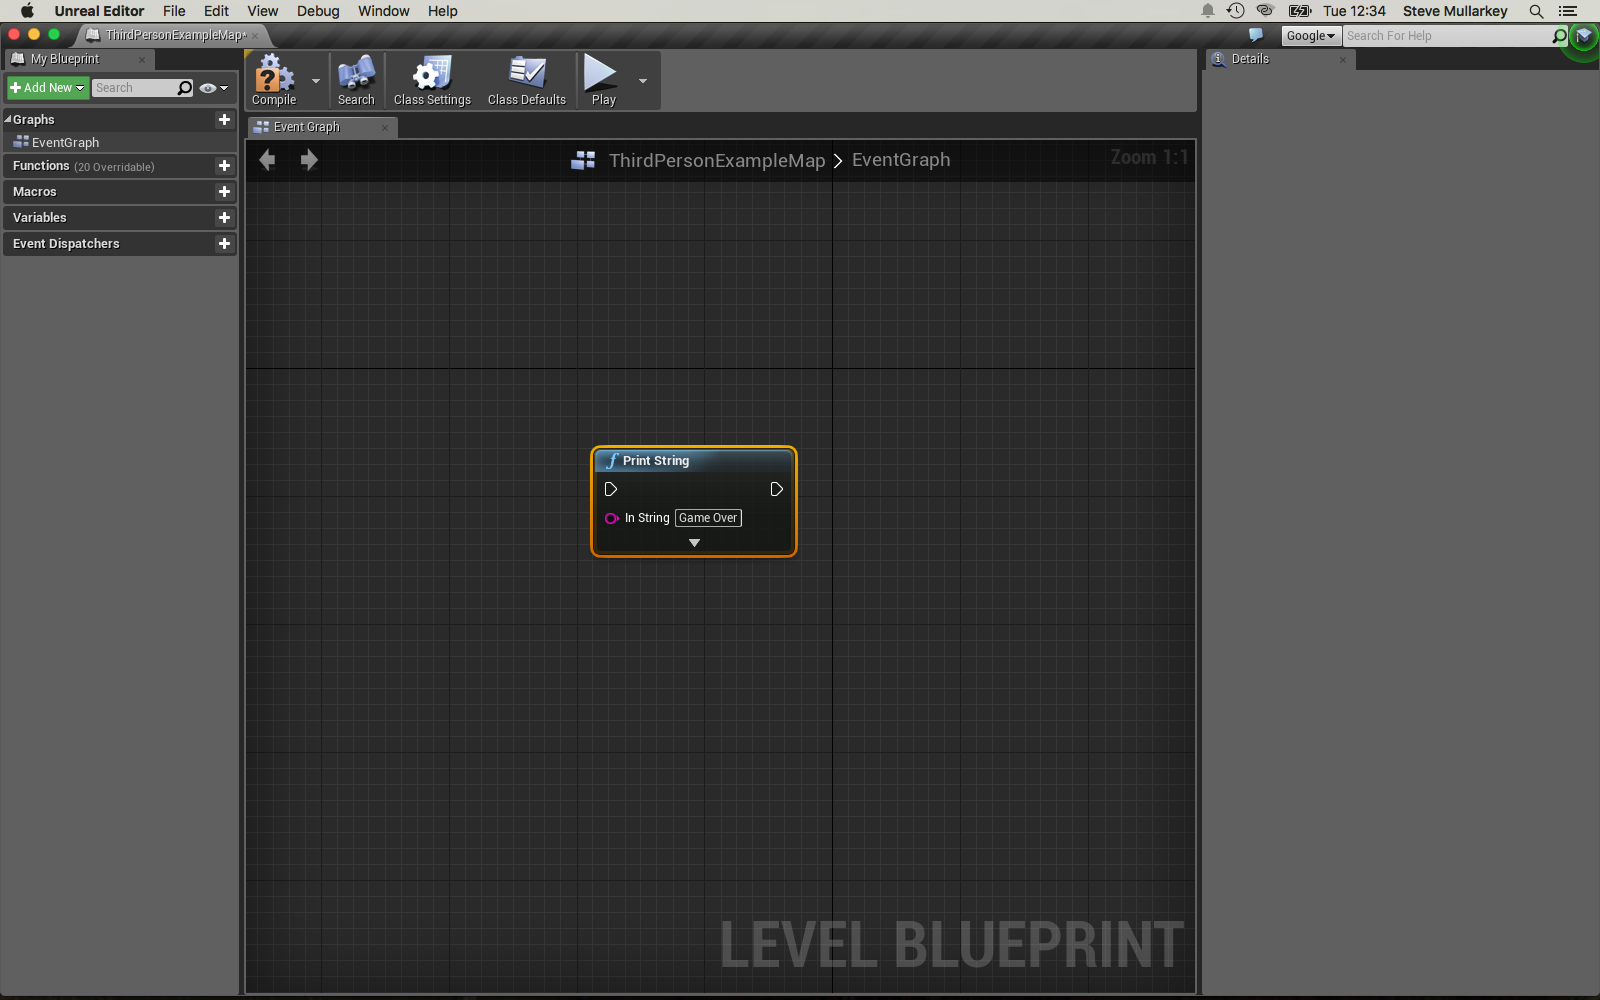 Unreal Editor File Edit View Debug Window Help Tue 12:34 Steve Mullarkey
ThirdPersonExampleMap* Google Search For Help
My Blueprint Details
Add New Search
Compile Search Class Settings Class Defaults Play
Graphs
EventGraph
Functions (20 Overridable)
Macros
Variables
Event Dispatchers
Event Graph
ThirdPersonExampleMap > EventGraph Zoom 1:1
Print String
In String Game Over
LEVEL BLUEPRINT